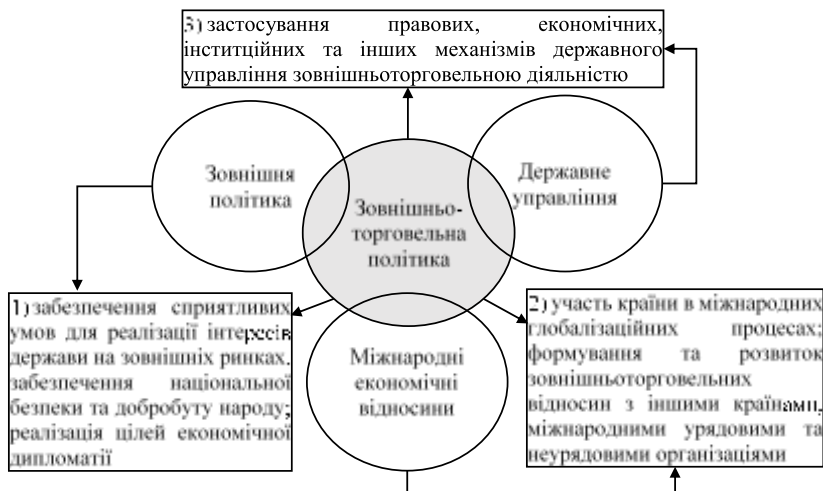 3) застосування правових, економічних,
інститційних та інших механізмів державного
управління зовнішньоторговельною діяльністю
Зовнішня
політика
Державне
управління
Зовнішньо-
торговельна
політика
1) забезпечення сприятливих
умов для реалізації інтересів
держави на зовнішніх ринках,
забезпечення національної
безпеки та добробуту народу;
реалізація цілей економічної
дипломатії
Міжнародні
економічні
відносини
2) участь країни в міжнародних
глобалізаційних процесах;
формування та розвиток
зовнішньоторговельних
відносин з іншими країнами,
міжнародними урядовими та
неурядовими організаціями